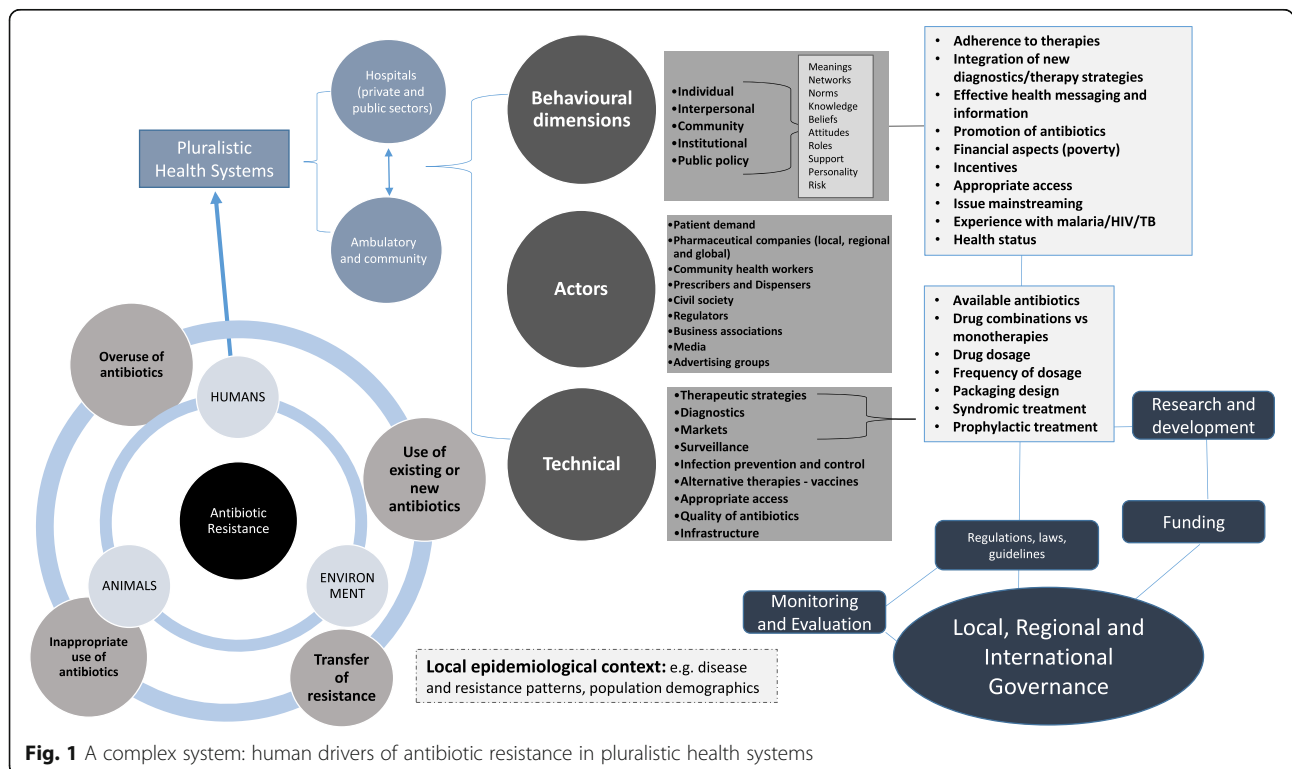 Hospitals
(private and
public sectors)
Pluralistic
Health Systems
Ambulatory
and community
Overuse of
antibiotics
HUMANS
Use of
existing or
new
antibiotics
Antibiotic
Resistance
ANIMALS
ENVIRON
MENT
Inappropriate
use of
antibiotics
Transfer
of
resistance
Behavioural
dimensions
•Individual
•Interpersonal
•Community
•Institutional
•Public policy
Meanings
Networks
Norms
Knowledge
Beliefs
Attitudes
Roles
Support
Personality
Risk
• Adherence to therapies
• Integration of new
diagnostics/therapy strategies
• Effective health messaging and
information
• Promotion of antibiotics
• Financial aspects (poverty)
• Incentives
• Appropriate access
• Issue mainstreaming
• Experience with malaria/HIV/TB
• Health status
Actors
•Patient demand
•Pharmaceutical companies (local, regional
and global)
•Community health workers
•Prescribers and Dispensers
•Civil society
•Regulators
•Business associations
•Media
•Advertising groups
• Available antibiotics
• Drug combinations vs
monotherapies
• Drug dosage
• Frequency of dosage
• Packaging design
• Syndromic treatment
• Prophylactic treatment
Technical
•Therapeutic strategies
•Diagnostics
•Markets
•Surveillance
•Infection prevention and control
•Alternative therapies - vaccines
•Appropriate access
•Quality of antibiotics
•Infrastructure
Research and
development
Funding
Regulations, laws,
guidelines
Monitoring
and Evaluation
Local, Regional and
International
Governance
Local epidemiological context: e.g. disease
and resistance patterns, population demographics
Fig. 1 A complex system: human drivers of antibiotic resistance in pluralistic health systems